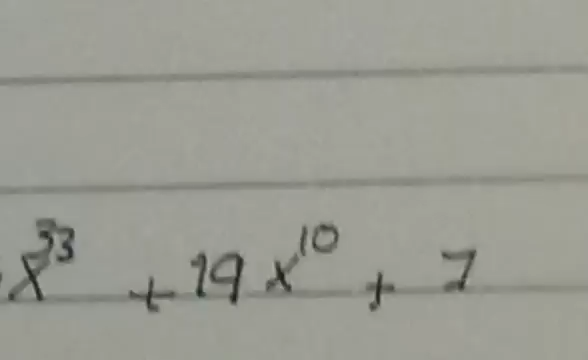 x³³ + 19x¹⁰ + 7